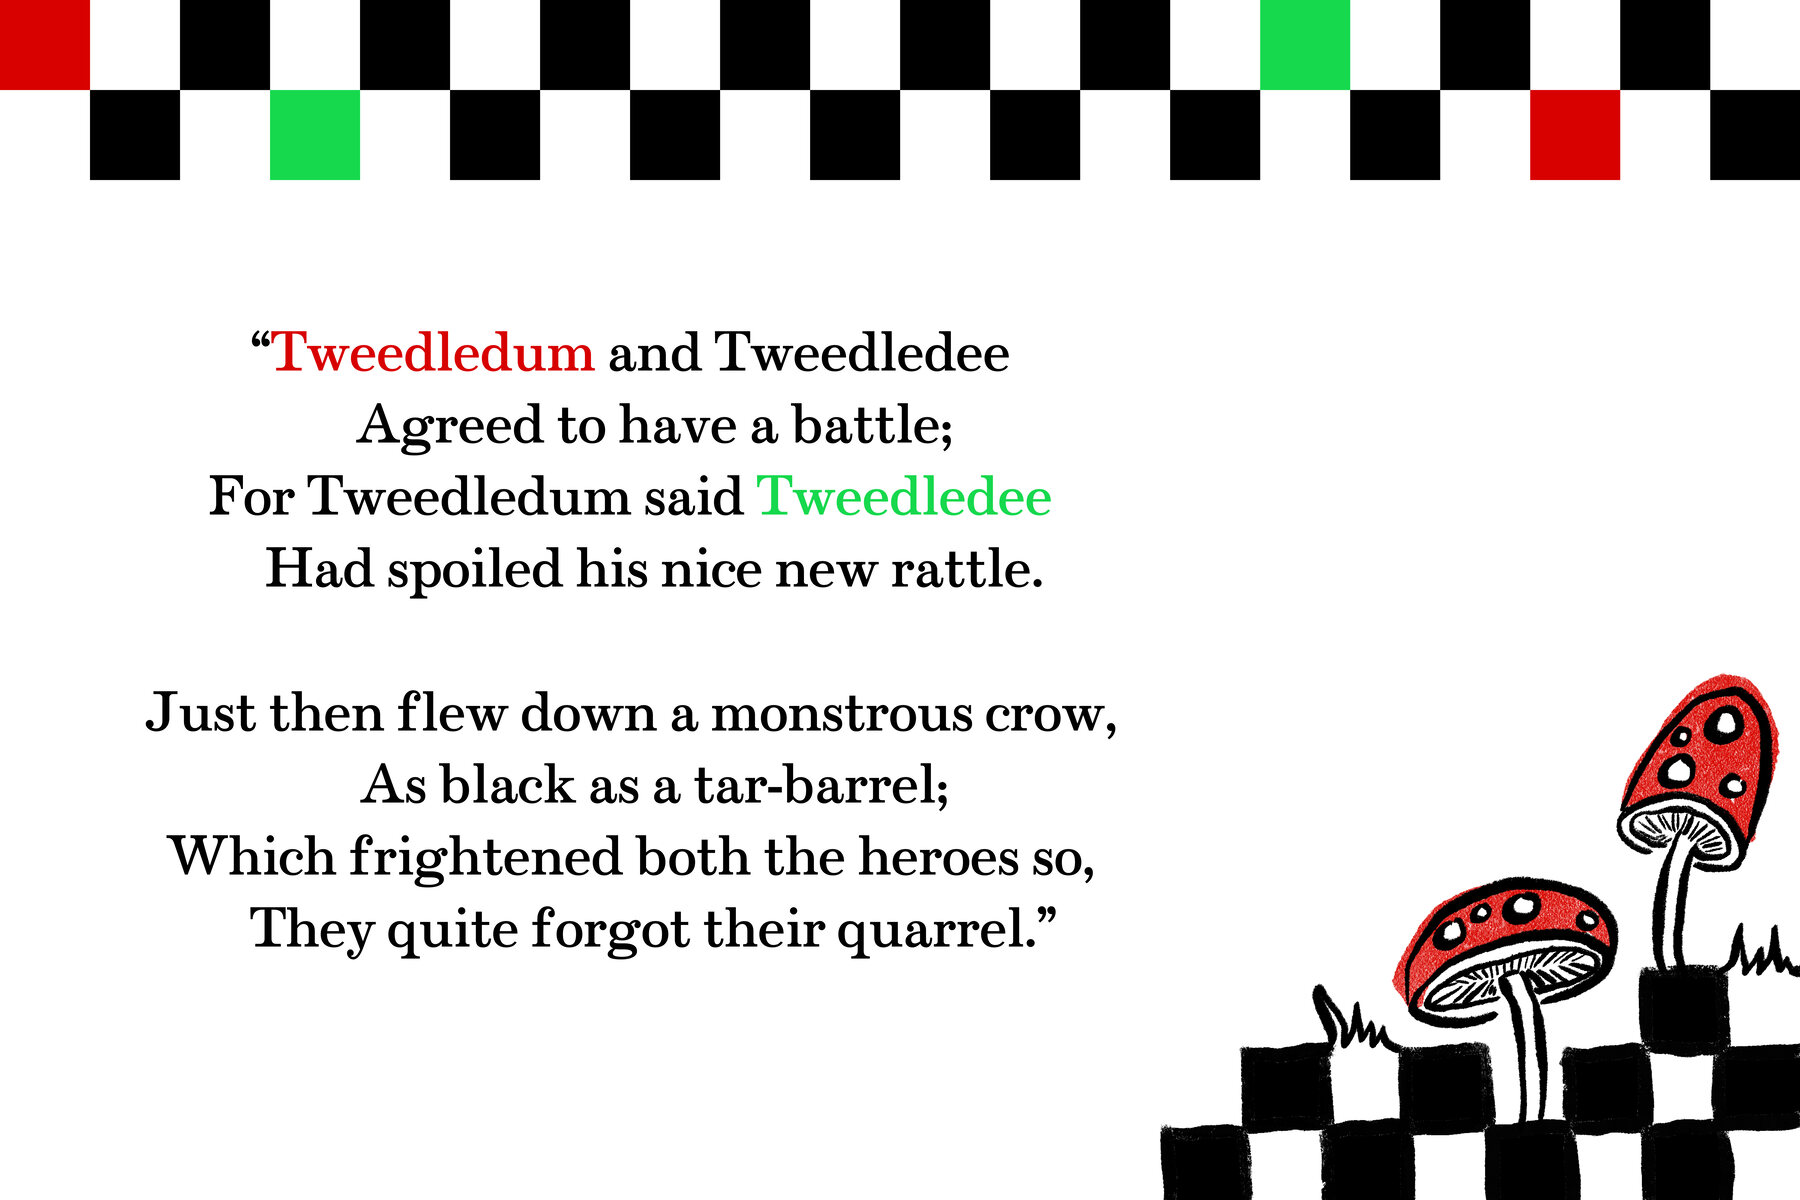 “Tweedledum and Tweedledee
Agreed to have a battle;
For Tweedledum said Tweedledee
Had spoiled his nice new rattle.
Just then flew down a monstrous crow,
As black as a tar-barrel;
Which frightened both the heroes so,
They quite forgot their quarrel.”